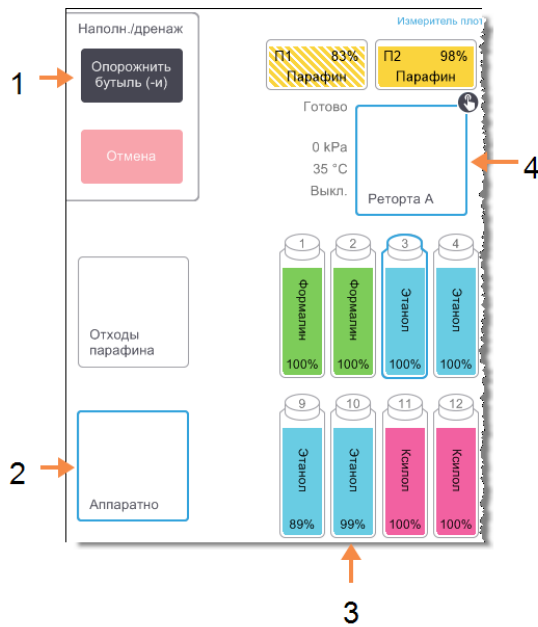 Наполн./дренаж
Измеритель плот
1
Опорожнить
бутыль (-и)
П1 83%
Парафин
П2 98%
Парафин
Отмена
Готово
0 kPa
35 °C
Выкл.
Реторта А
4
1
2
3
4
Формалин
100%
Формалин
100%
Этанол
100%
Этанол
100%
Отходы
парафина
2
Аппаратно
9
10
11
12
Этанол
89%
Этанол
99%
Ксилол
100%
Ксилол
100%
3